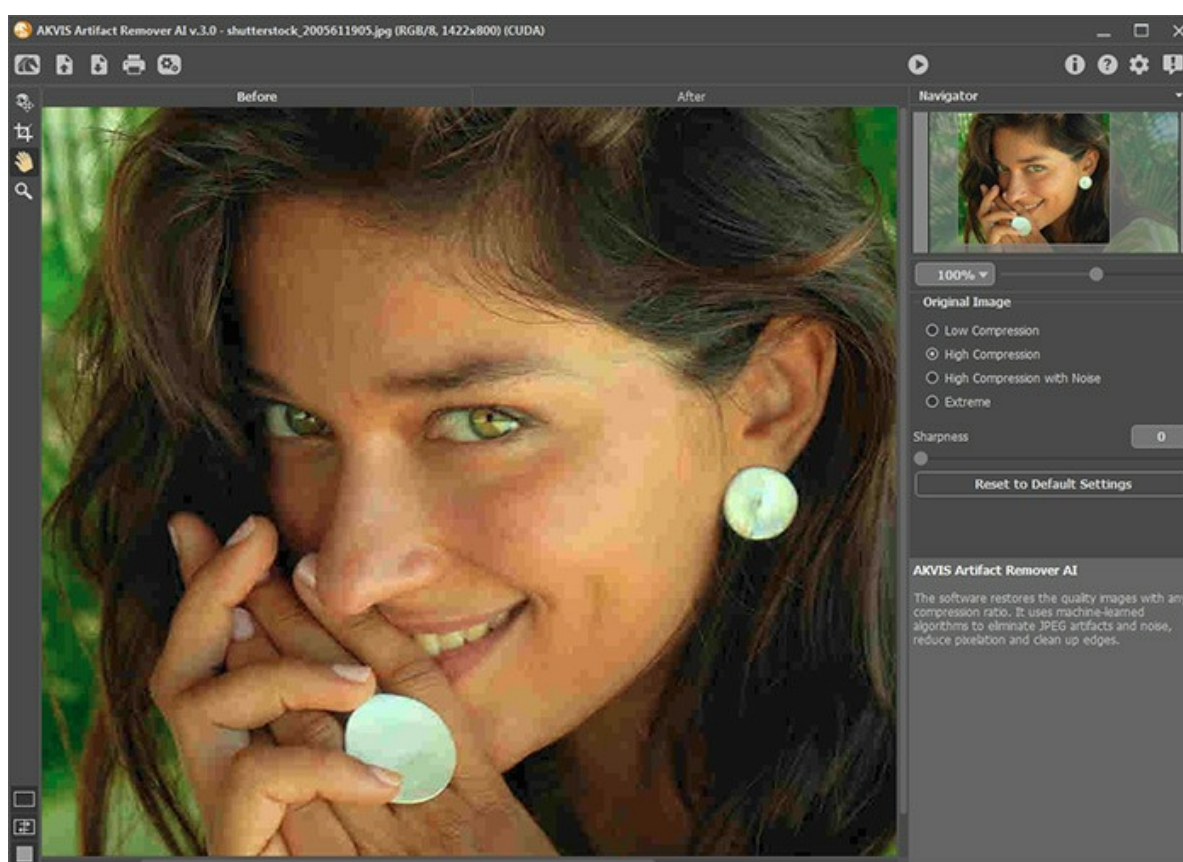 AKVIS Artifact Remover AI v.3.0 - shutterstock_2005611905.jpg (RGB/8, 1422x800) (CUDA)
Before
After
Navigator
100%
Original Image
Low Compression
High Compression
High Compression with Noise
Extreme
Sharpness
0
Reset to Default Settings
AKVIS Artifact Remover AI
The software restores the quality images with any
compression ratio. It uses machine-learned
algorithms to eliminate JPEG artifacts and noise,
reduce pixelation and clean up edges.